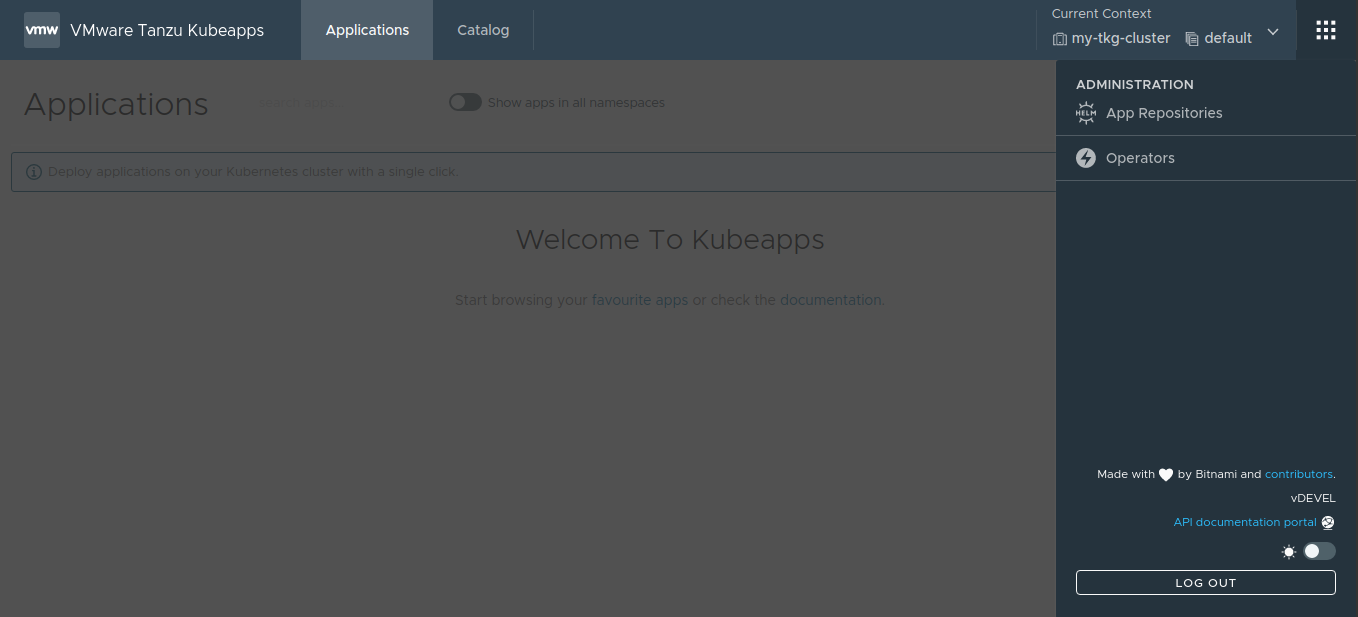 vmw VMware Tanzu Kubeapps Applications Catalog
Current Context
my-tkg-cluster default
Applications search apps Show apps in all namespaces
Deploy applications on your Kubernetes cluster with a single click.
Welcome To Kubeapps
Start browsing your favourite apps or check the documentation.
ADMINISTRATION
HELM App Repositories
Operators
Made with by Bitnami and contributors.
vDEVEL
API documentation portal
LOG OUT